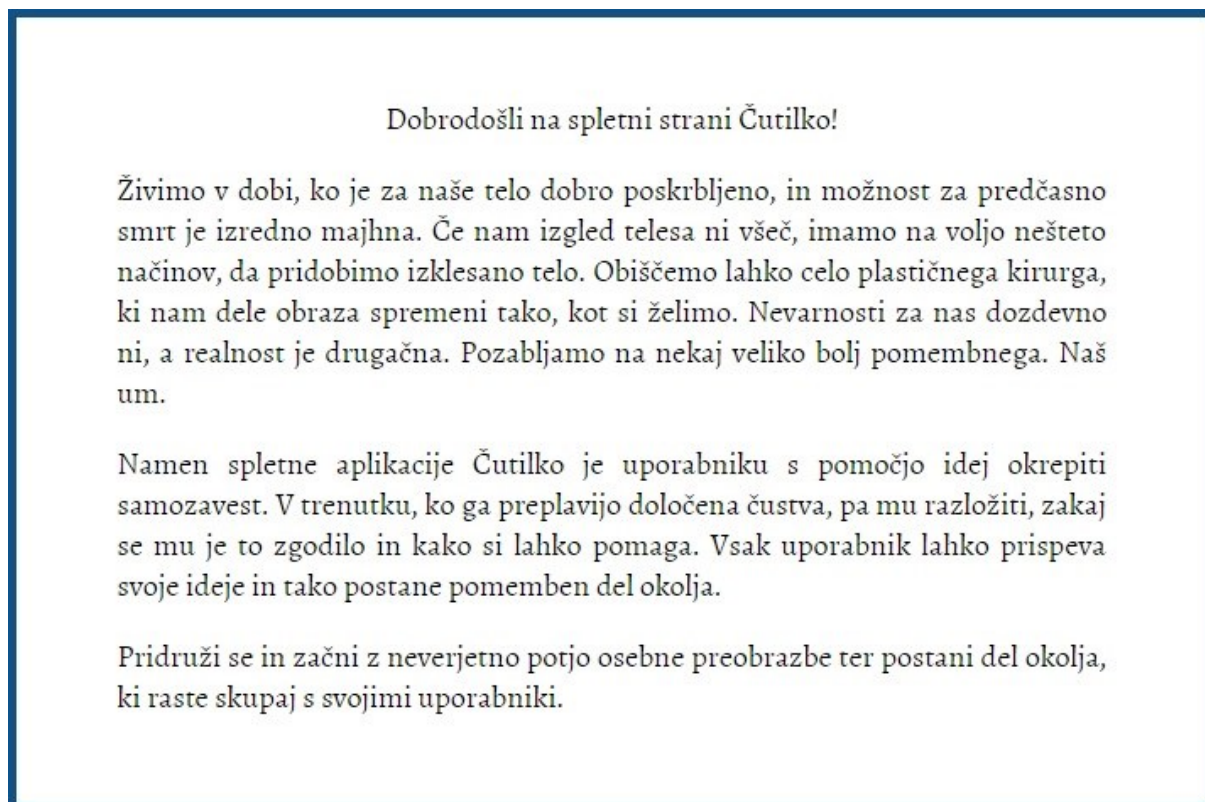 Dobrodošli na spletni strani Čutilko!
Živimo v dobi, ko je za naše telo dobro poskrbljeno, in možnost za predčasno
smrt je izredno majhna. Če nam izgled telesa ni všeč, imamo na voljo nešteto
načinov, da pridobimo izklesano telo. Obiščemo lahko celo plastičnega kirurga,
ki nam dele obraza spremeni tako, kot si želimo. Nevarnosti za nas dozdevno
ni, a realnost je drugačna. Pozabljamo na nekaj veliko bolj pomembnega. Naš
um.
Namen spletne aplikacije Čutilko je uporabniku s pomočjo idej okrepiti
samozavest. V trenutku, ko ga preplavijo določena čustva, pa mu razložiti, zakaj
se mu je to zgodilo in kako si lahko pomaga. Vsak uporabnik lahko prispeva
svoje ideje in tako postane pomemben del okolja.
Pridruži se in začni z neverjetno potjo osebne preobrazbe ter postani del okolja,
ki raste skupaj s svojimi uporabniki.